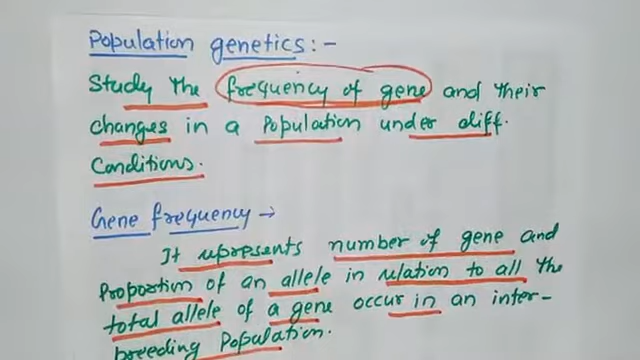 Population genetics:-
Study the frequency of gene and their
changes in a Population under diff.
Conditions.
Gene frequency →
It represents number of gene and
Proportion of an allele in relation to all the
total allele of a gene occur in an inter-
breeding Population.